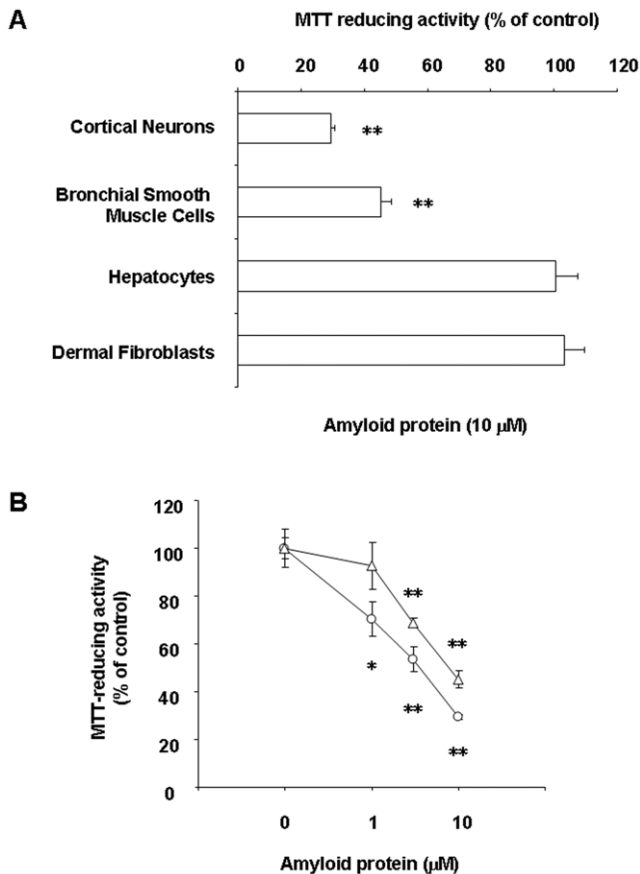 A
MTT reducing activity (% of control)
0 20 40 60 80 100 120
Cortical Neurons
**
Bronchial Smooth
Muscle Cells
**
Hepatocytes
Dermal Fibroblasts
Amyloid protein (10 μM)
B
MTT-reducing activity
(% of control)
120
100
80
60
40
20
0
**
**
*
**
**
0 1 10
Amyloid protein (μM)